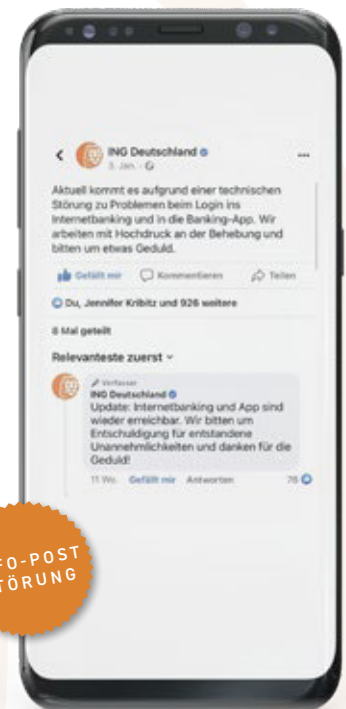 ING Deutschland
3. Jan. ·
Aktuell kommt es aufgrund einer technischen
Störung zu Problemen beim Login ins
Internetbanking und in die Banking-App. Wir
arbeiten mit Hochdruck an der Behebung und
bitten um etwas Geduld.
Gefällt mir Kommentieren Teilen
Du, Jennifer Kribitz und 926 weitere
8 Mal geteilt
Relevanteste zuerst
Verfasser
ING Deutschland
Update: Internetbanking und App sind
wieder erreichbar. Wir bitten um
Entschuldigung für entstandene
Unannehmlichkeiten und danken für die
Geduld!
11 Wo. Gefällt mir Antworten 76
FO-POST
TÖRUNG